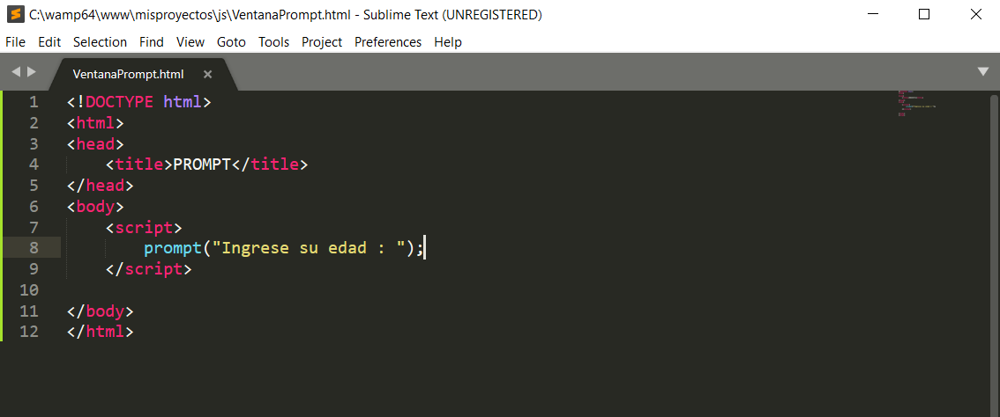 C:\wamp64\www\misproyectos\js\VentanaPrompt.html - Sublime Text (UNREGISTERED)
File Edit Selection Find View Goto Tools Project Preferences Help
VentanaPrompt.html
1 <!DOCTYPE html>
2 <html>
3 <head>
4 <title>PROMPT</title>
5 </head>
6 <body>
7 <script>
8 prompt("Ingrese su edad : ");
9 </script>
10
11 </body>
12 </html>